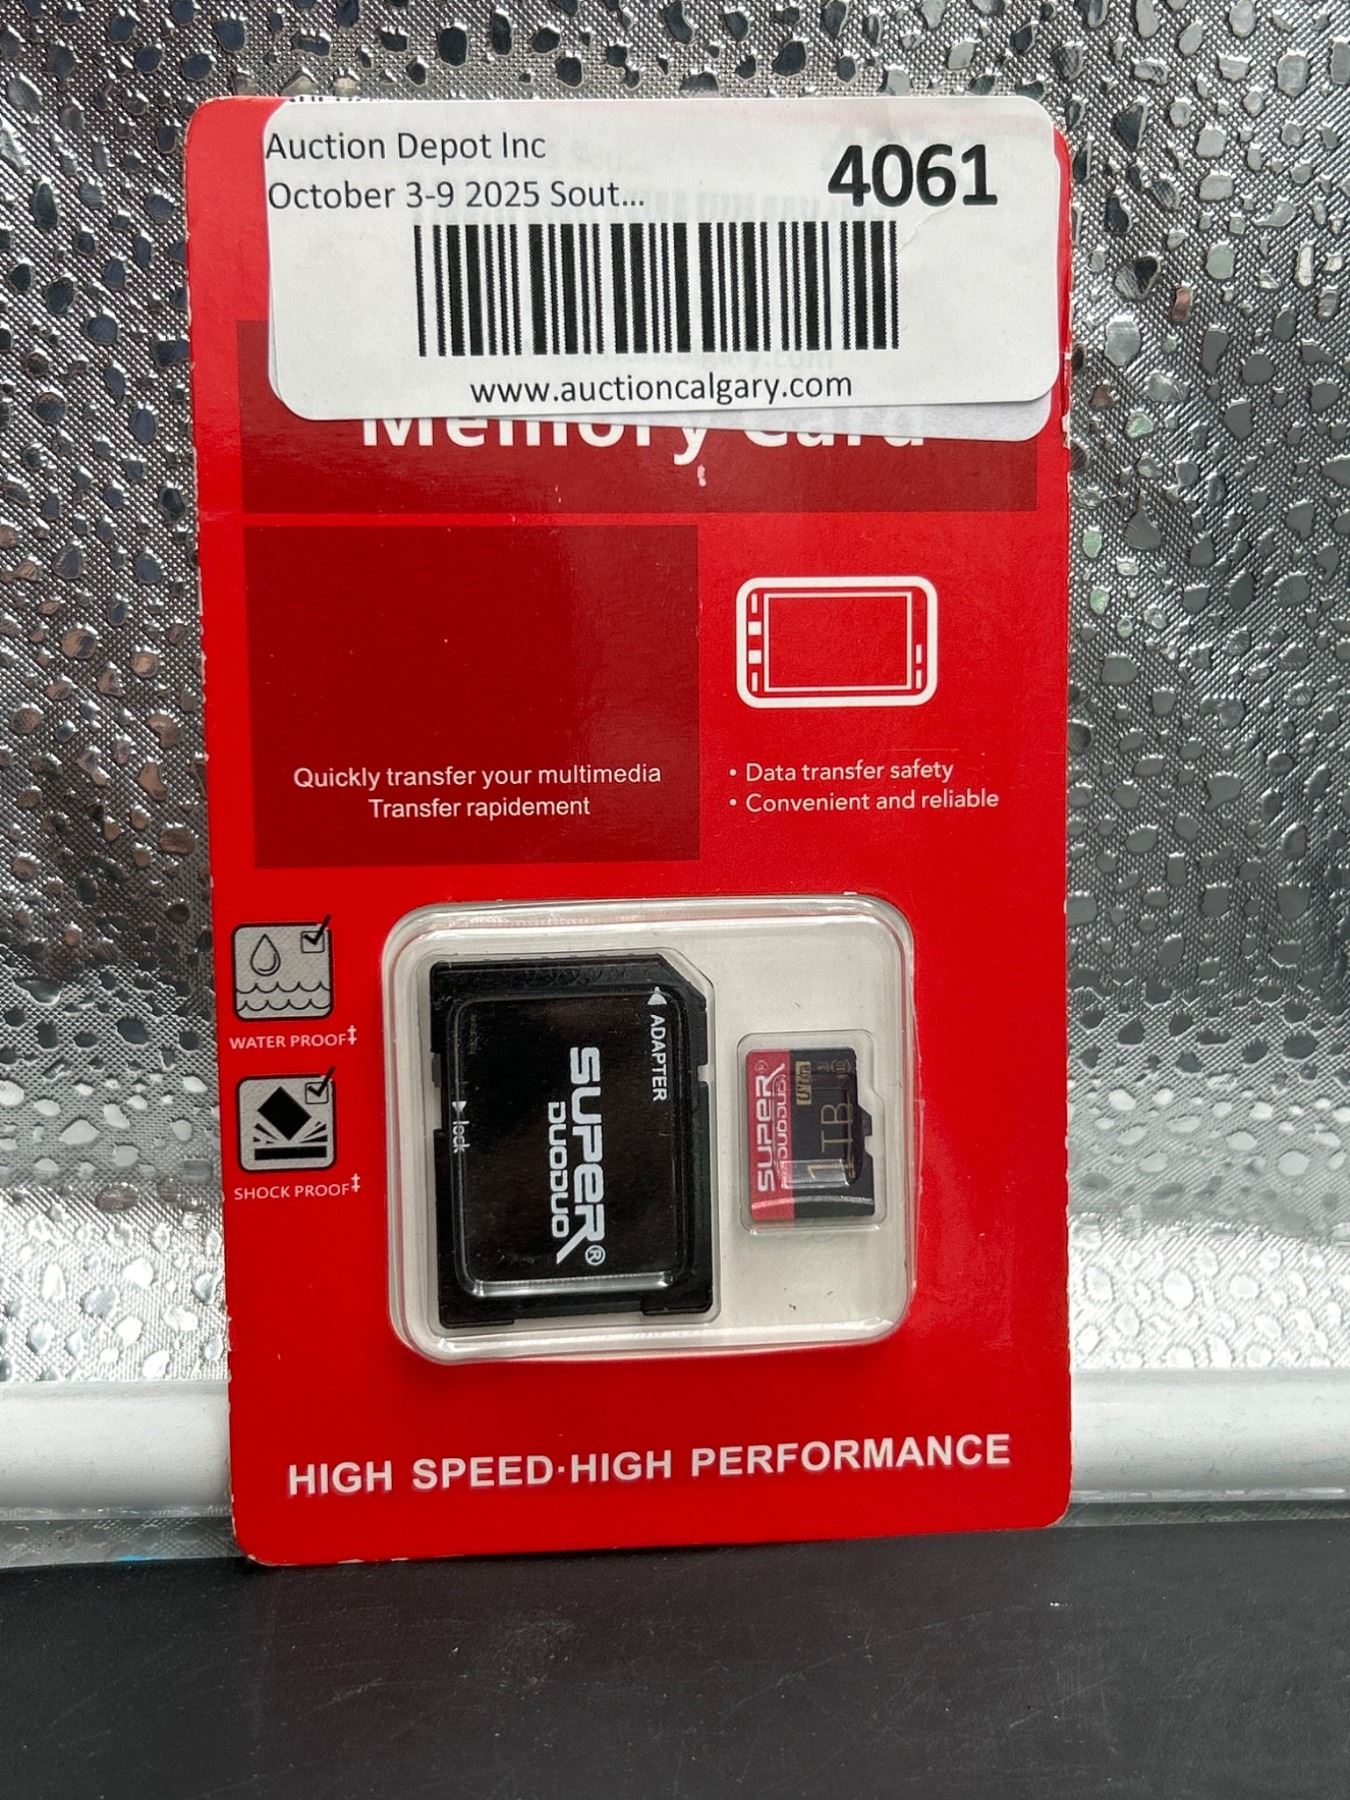 Auction Depot Inc
4061
October 3-9 2025 Sout...
www.auctioncalgary.com
Memory Card
Quickly transfer your multimedia
Transfer rapidement
• Data transfer safety
• Convenient and reliable
WATER PROOF‡
SHOCK PROOF‡
ADAPTER
SUPER®
DUODUO
lock
SUPER
DUODUO
1TB
HIGH SPEED·HIGH PERFORMANCE